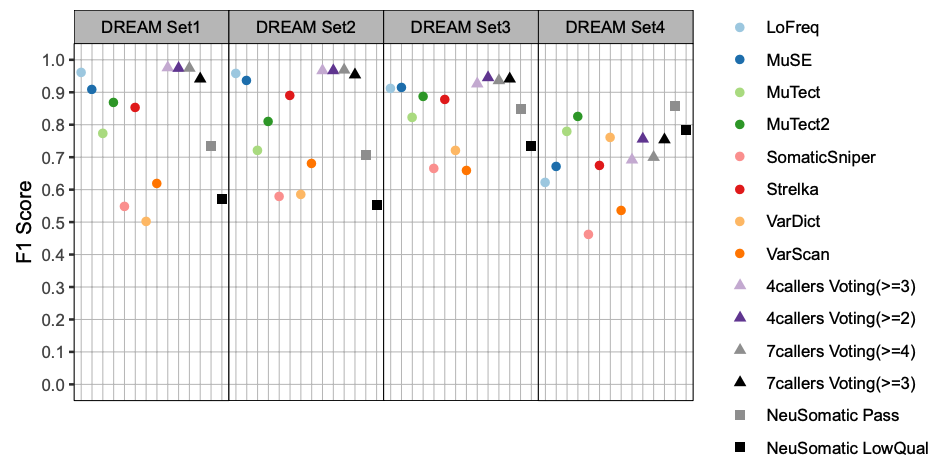 DREAM Set1
DREAM Set2
DREAM Set3
DREAM Set4
F1 Score
1.0
0.9
0.8
0.7
0.6
0.5
0.4
0.3
0.2
0.1
0.0
LoFreq
MuSE
MuTect
MuTect2
SomaticSniper
Strelka
VarDict
VarScan
4callers Voting(>=3)
4callers Voting(>=2)
7callers Voting(>=4)
7callers Voting(>=3)
NeuSomatic Pass
NeuSomatic LowQual